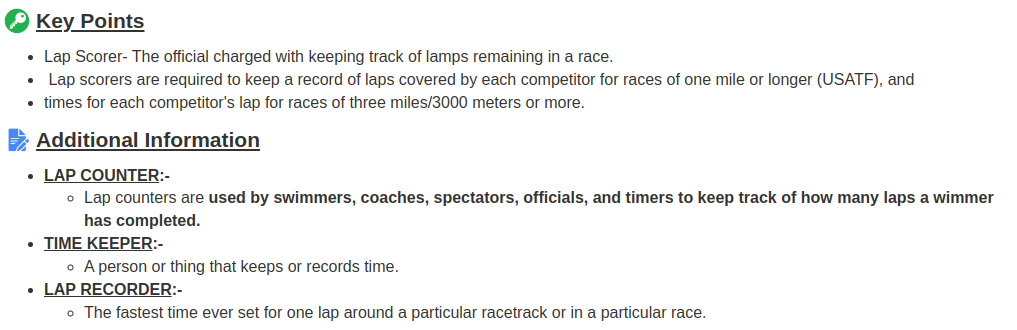 Key Points
Lap Scorer- The official charged with keeping track of lamps remaining in a race.
Lap scorers are required to keep a record of laps covered by each competitor for races of one mile or longer (USATF), and
times for each competitor's lap for races of three miles/3000 meters or more.
Additional Information
LAP COUNTER:-
Lap counters are used by swimmers, coaches, spectators, officials, and timers to keep track of how many laps a wimmer
has completed.
TIME KEEPER:-
A person or thing that keeps or records time.
LAP RECORDER:-
The fastest time ever set for one lap around a particular racetrack or in a particular race.